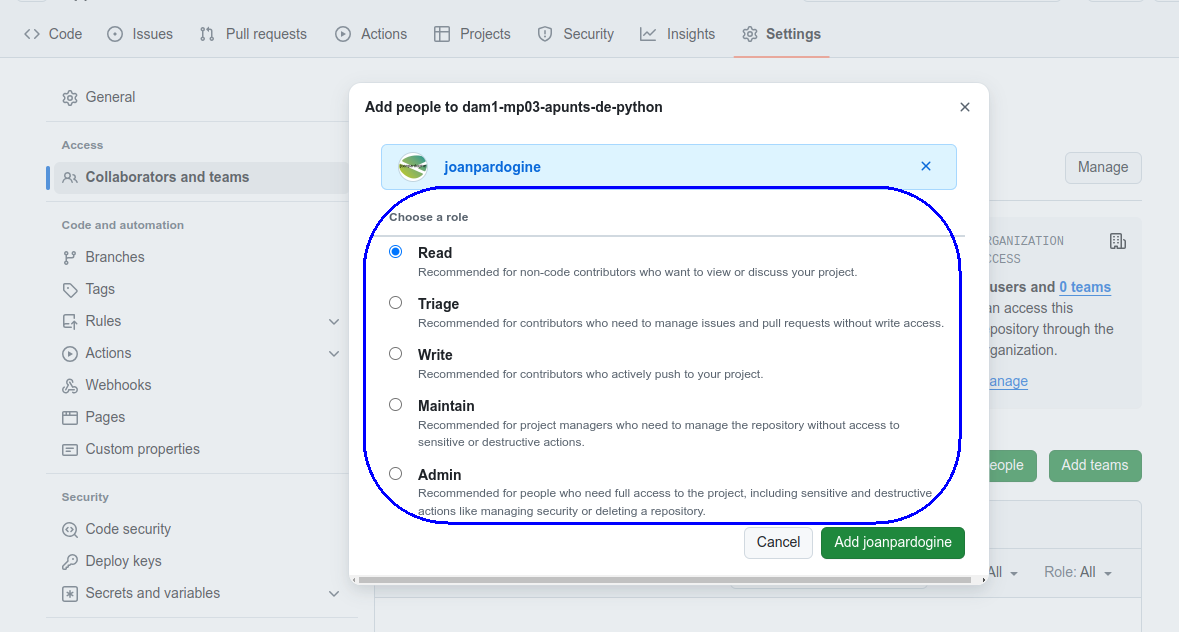 Code
Issues
Pull requests
Actions
Projects
Security
Insights
Settings
General
Access
Collaborators and teams
Code and automation
Branches
Tags
Rules
Actions
Webhooks
Pages
Custom properties
Security
Code security
Deploy keys
Secrets and variables
Add people to dam1-mp03-apunts-de-python
joanpardogine
Choose a role
Read
Recommended for non-code contributors who want to view or discuss your project.
Triage
Recommended for contributors who need to manage issues and pull requests without write access.
Write
Recommended for contributors who actively push to your project.
Maintain
Recommended for project managers who need to manage the repository without access to
sensitive or destructive actions.
Admin
Recommended for people who need full access to the project, including sensitive and destructive
actions like managing security or deleting a repository.
Cancel
Add joanpardogine
Manage
RGANIZATION
CCESS
users and 0 teams
an access this
pository through the
ganization.
anage
eople
Add teams
All
Role: All